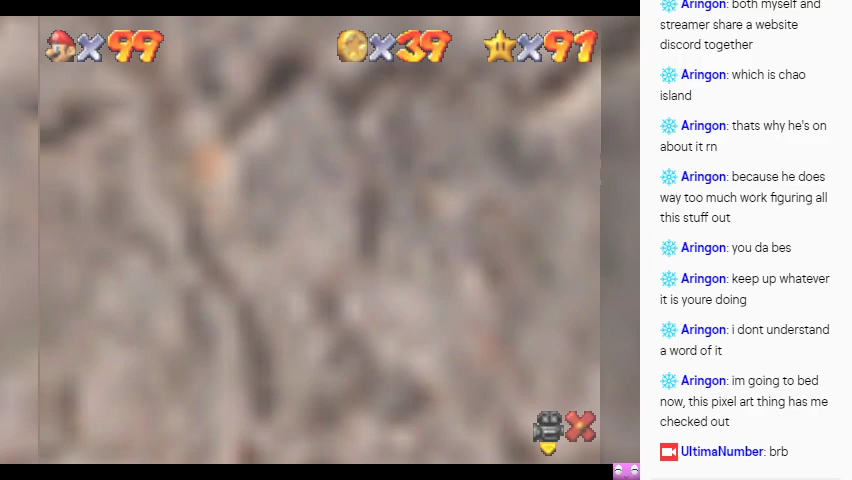 ×99
×39
×91
Aringon: both myself and
streamer share a website
discord together
Aringon: which is chao
island
Aringon: thats why he's on
about it rn
Aringon: because he does
way too much work figuring all
this stuff out
Aringon: you da bes
Aringon: keep up whatever
it is youre doing
Aringon: i dont understand
a word of it
Aringon: im going to bed
now, this pixel art thing has me
checked out
UltimaNumber: brb